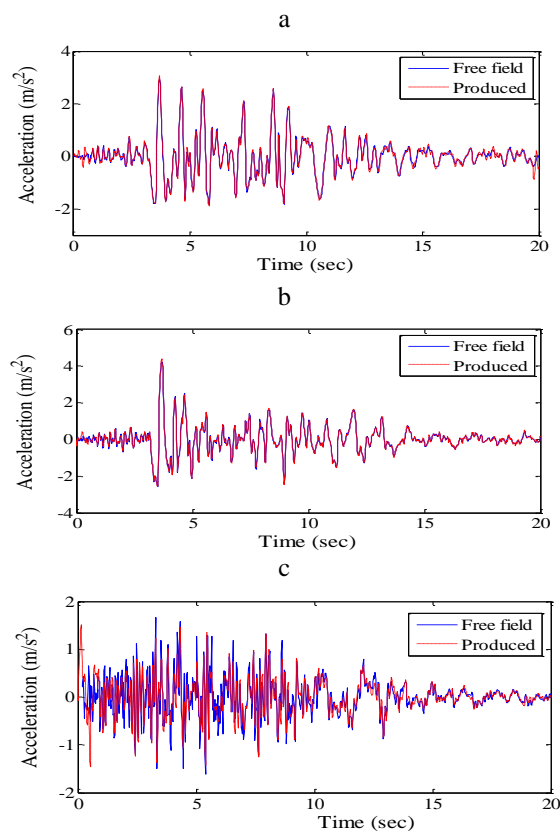 a
4
2
0
-2
0
5
10
15
20
Acceleration (m/s²)
Time (sec)
Free field
Produced
b
6
4
2
0
-2
-4
0
5
10
15
20
Acceleration (m/s²)
Time (sec)
Free field
Produced
c
2
1
0
-1
-2
0
5
10
15
20
Acceleration (m/s²)
Time (sec)
Free field
Produced